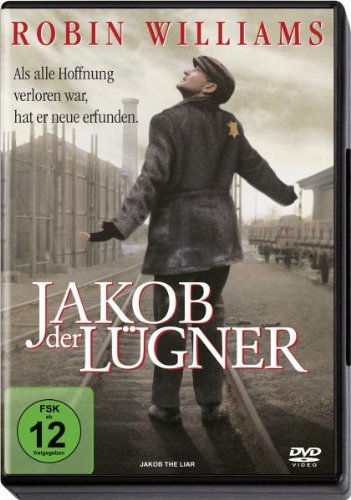 ROBIN WILLIAMS
Als alle Hoffnung
verloren war,
hat er neue erfunden.
JAKOB
der LÜGNER
FSK
ab
12
freigegeben
DVD
VIDEO
JAKOB THE LIAR